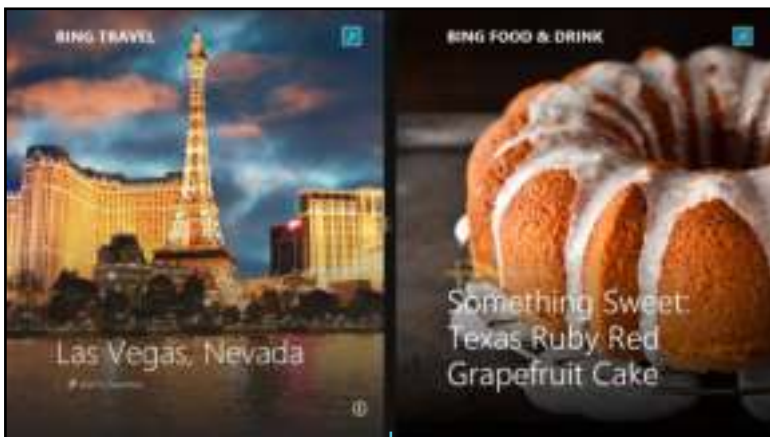 BING TRAVEL
Las Vegas, Nevada
BING FOOD & DRINK
Something Sweet:
Texas Ruby Red
Grapefruit Cake